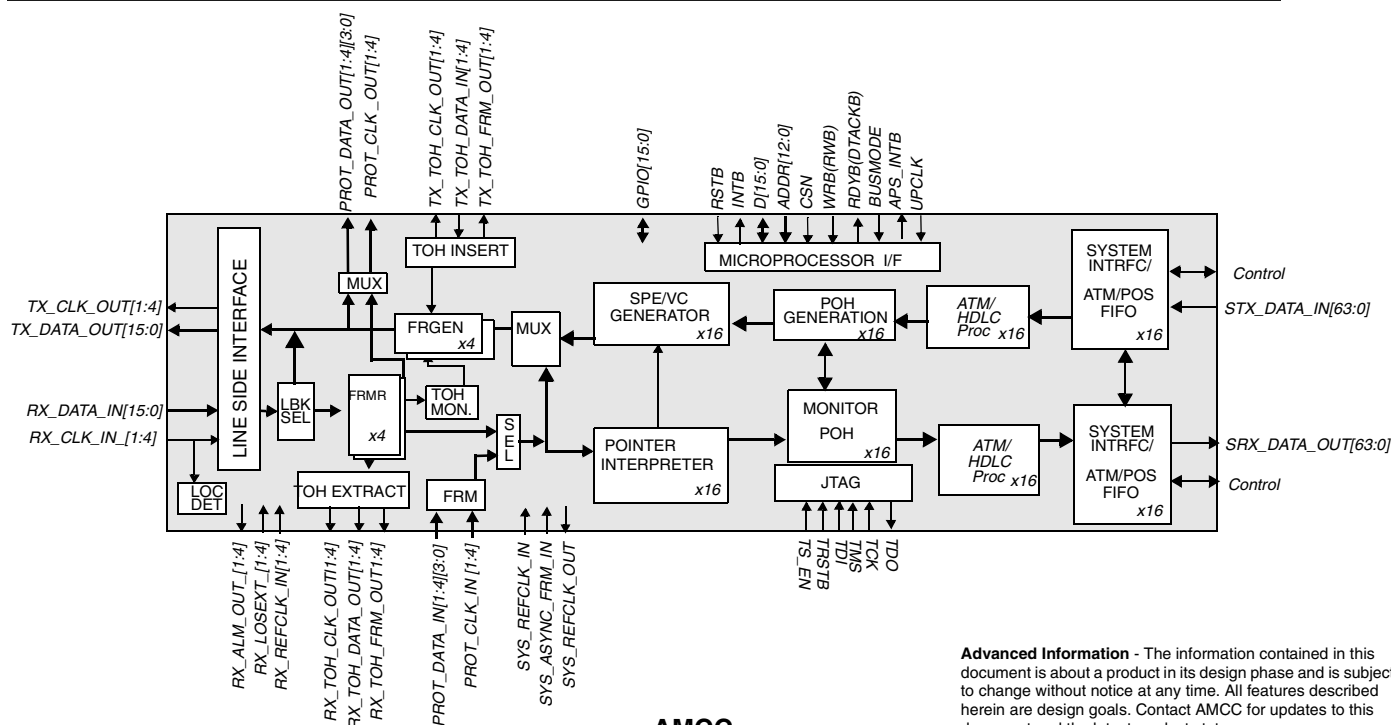 PROT_DATA_OUT[1:4][3:0]
PROT_CLK_OUT[1:4]
TX_TOH_CLK_OUT[1:4]
TX_TOH_DATA_IN[1:4]
TX_TOH_FRM_OUT[1:4]
GPIO[15:0]
RSTB
INTB
D[15:0]
ADDR[12:0]
CSN
WRB(RWB)
RDYB(DTACKB)
BUSMODE
APS_INTB
UPCLK
TOH INSERT
MICROPROCESSOR I/F
MUX
SYSTEM
INTRFC/
ATM/POS
FIFO
x16
Control
STX_DATA_IN[63:0]
TX_CLK_OUT[1:4]
TX_DATA_OUT[15:0]
LINE SIDE INTERFACE
FRGEN
x4
MUX
SPE/VC
GENERATOR
x16
POH
GENERATION
x16
ATM/
HDLC
Proc x16
RX_DATA_IN[15:0]
RX_CLK_IN_[1:4]
LBK
SEL
FRMR
x4
TOH
MON.
S
E
L
POINTER
INTERPRETER
x16
MONITOR
POH
x16
ATM/
HDLC
Proc x16
SYSTEM
INTRFC/
ATM/POS
FIFO
x16
SRX_DATA_OUT[63:0]
Control
LOC
DET
TOH EXTRACT
FRM
JTAG
RX_ALM_OUT_[1:4]
RX_LOSEXT_[1:4]
RX_REFCLK_IN[1:4]
RX_TOH_CLK_OUT1:4]
RX_TOH_DATA_OUT[1:4]
RX_TOH_FRM_OUT1:4]
PROT_DATA_IN[1:4][3:0]
PROT_CLK_IN [1:4]
SYS_REFCLK_IN
SYS_ASYNC_FRM_IN
SYS_REFCLK_OUT
TS_EN
TRSTB
TDI
TMS
TCK
TDO
Advanced Information - The information contained in this
document is about a product in its design phase and is subject
to change without notice at any time. All features described
herein are design goals. Contact AMCC for updates to this
AMCC